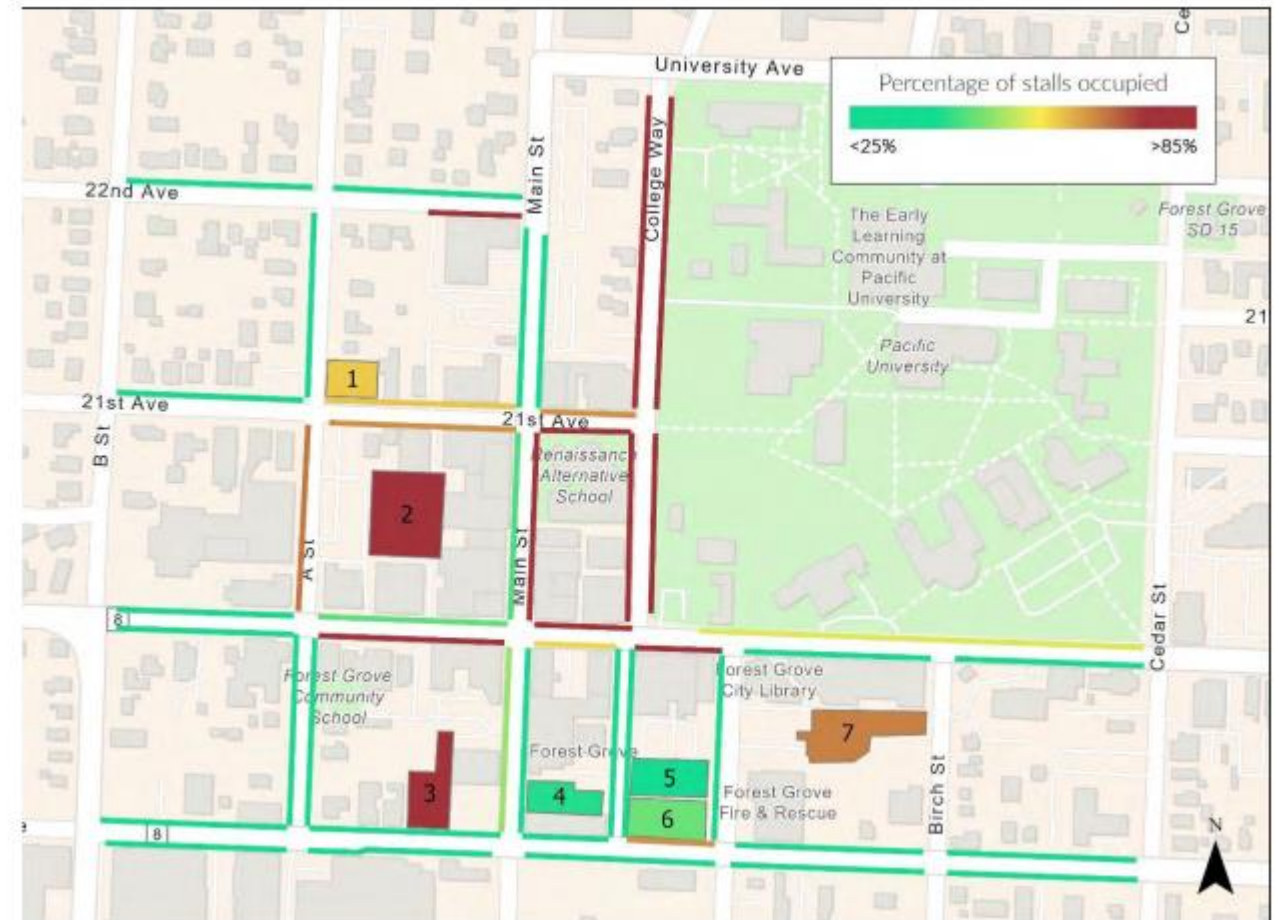 Ce
University Ave
Percentage of stalls occupied
<25%
>85%
Main St
College Way
22nd Ave
The Early
Learning
Community at
Pacific
University
Forest Grove
SD 15
21
Pacific
University
1
21st Ave
21st Ave
B St
Renaissance
Alternative
School
2
A St
Main St
8
Cedar St
Forest Grove
Community
School
Forest Grove
City Library
7
Forest Grove
3
4
5
6
Forest Grove
Fire & Rescue
Birch St
8
N